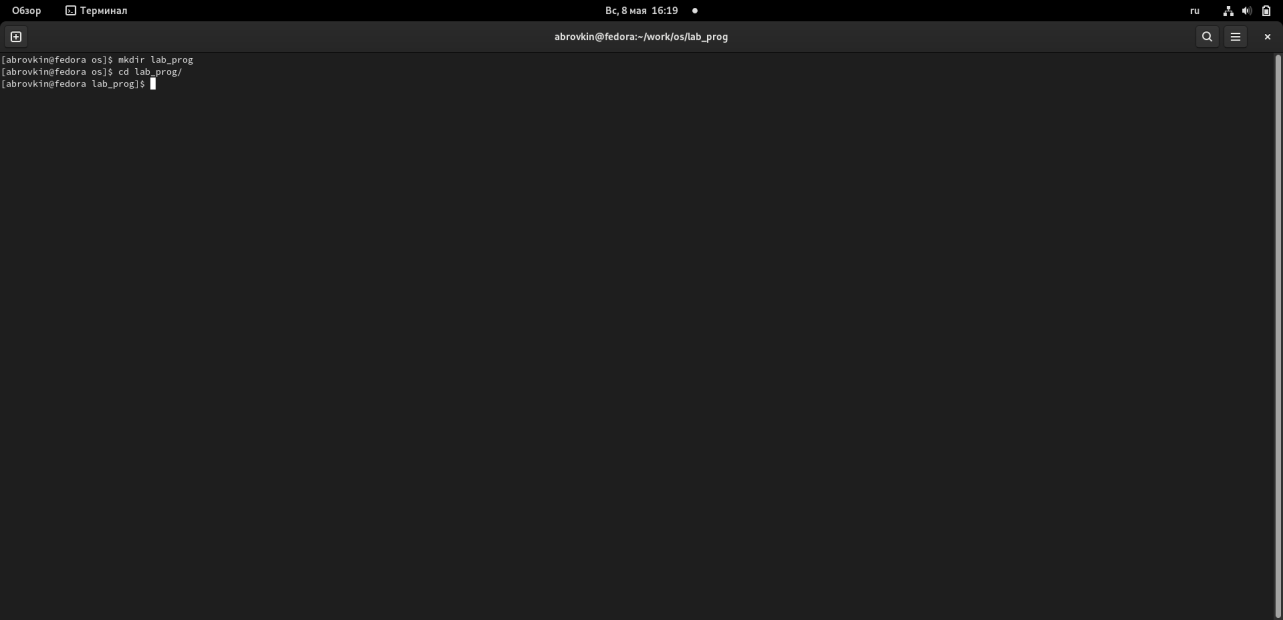 Обзор Терминал Вс, 8 мая 16:19 ru
abrovkin@fedora:~/work/os/lab_prog
[abrovkin@fedora os]$ mkdir lab_prog
[abrovkin@fedora os]$ cd lab_prog/
[abrovkin@fedora lab_prog]$